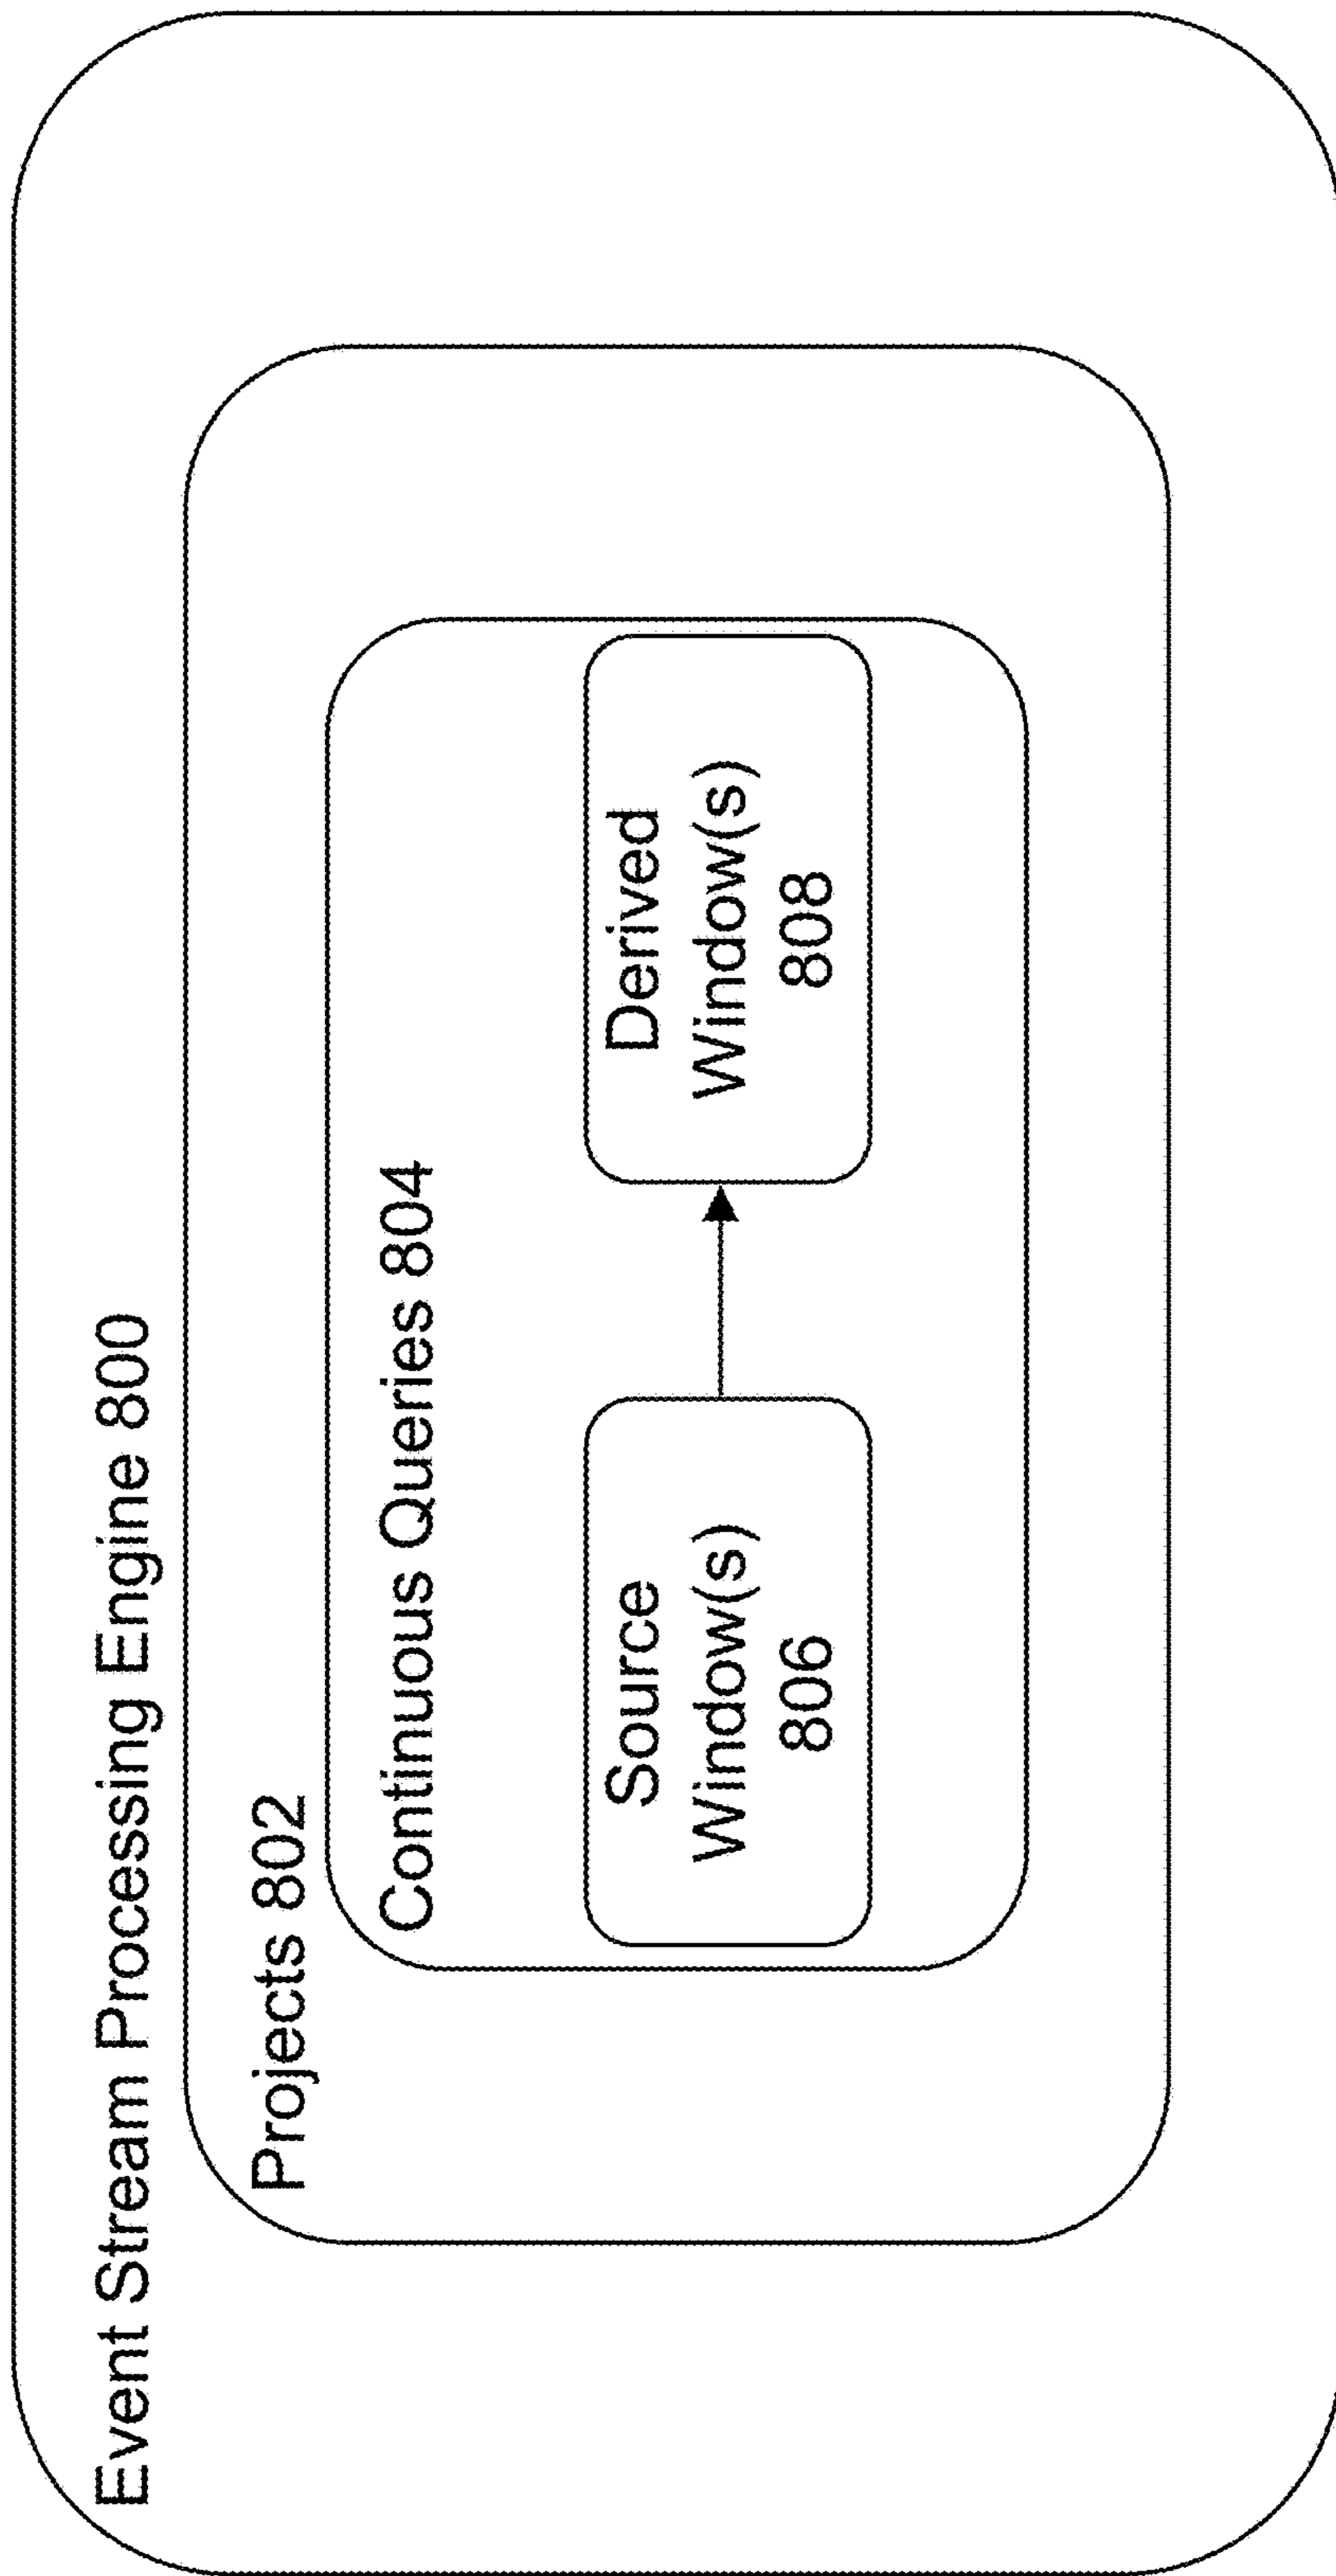 Event Stream Processing Engine 800
Projects 802
Continuous Queries 804
Source
Window(s)
806
Derived
Window(s)
808